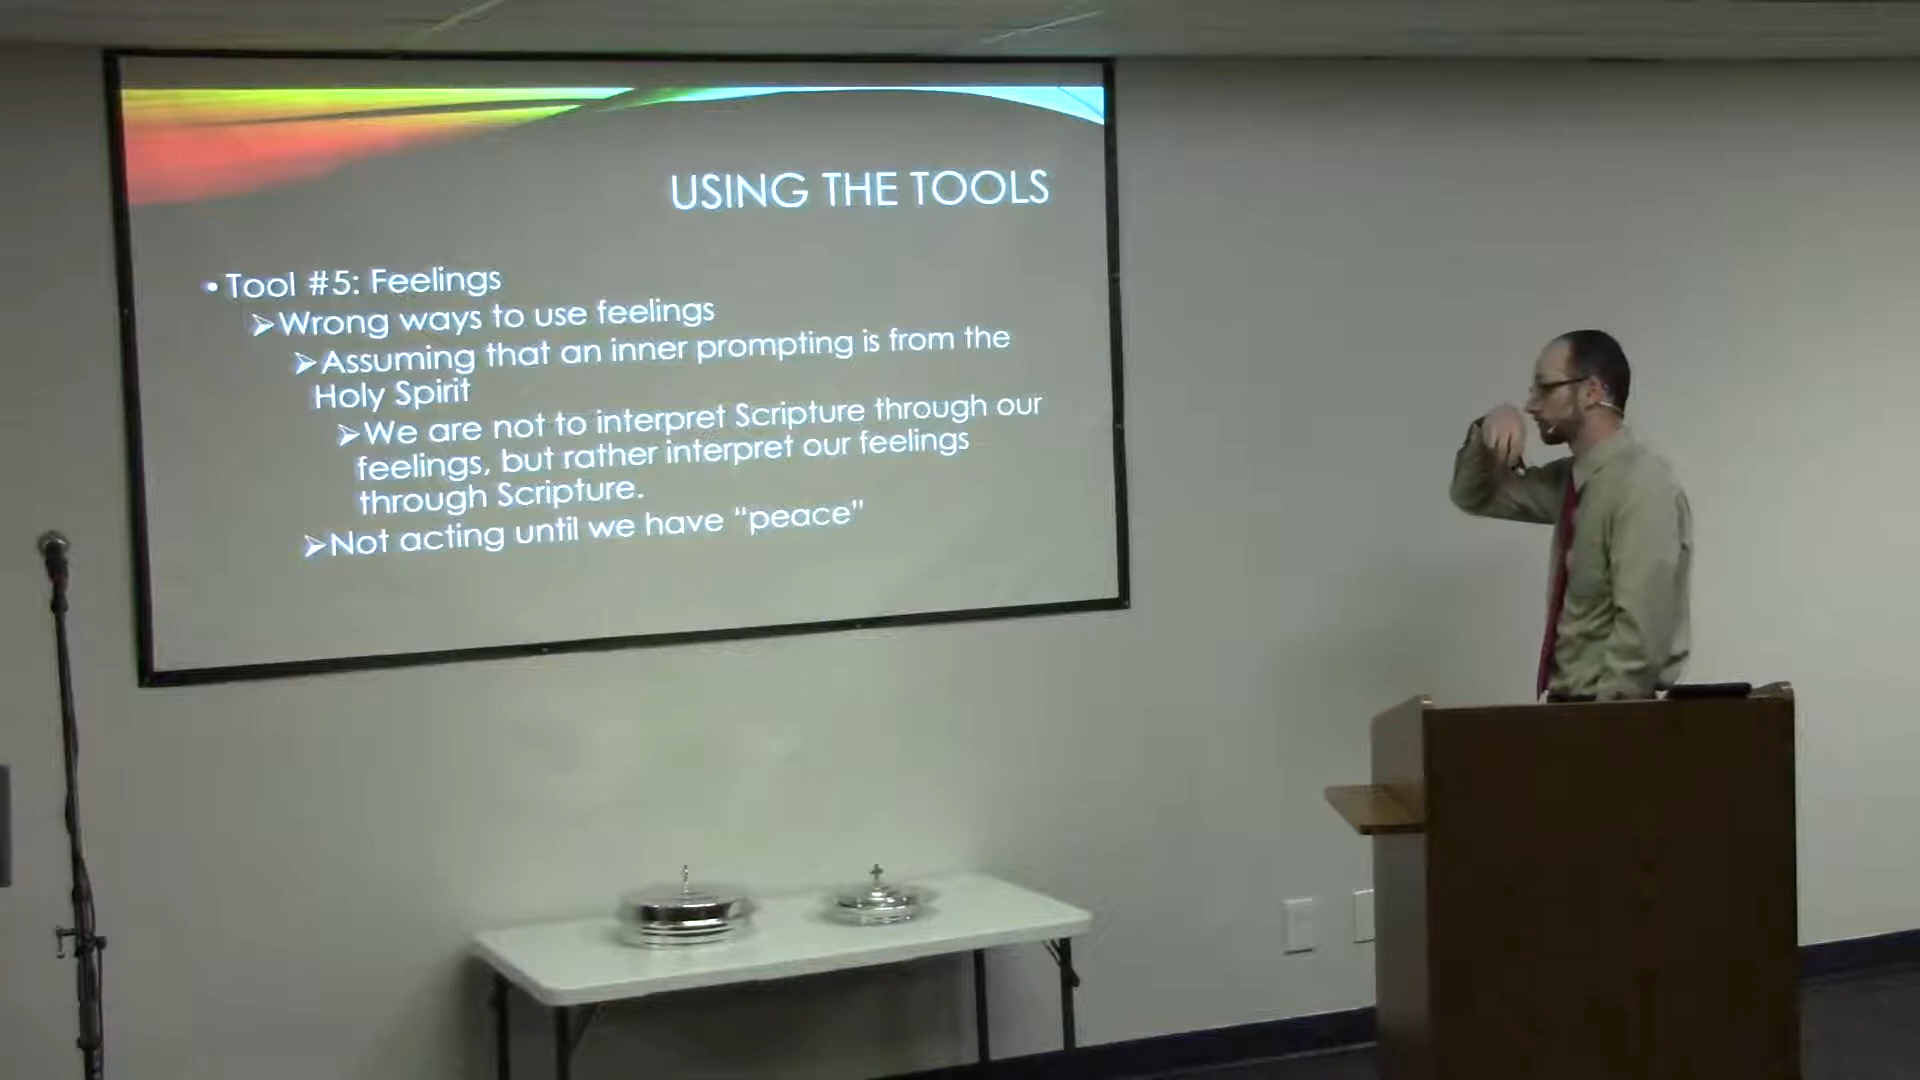 USING THE TOOLS
• Tool #5: Feelings
➢Wrong ways to use feelings
➢Assuming that an inner prompting is from the
Holy Spirit
➢We are not to interpret Scripture through our
feelings, but rather interpret our feelings
through Scripture.
➢Not acting until we have “peace”